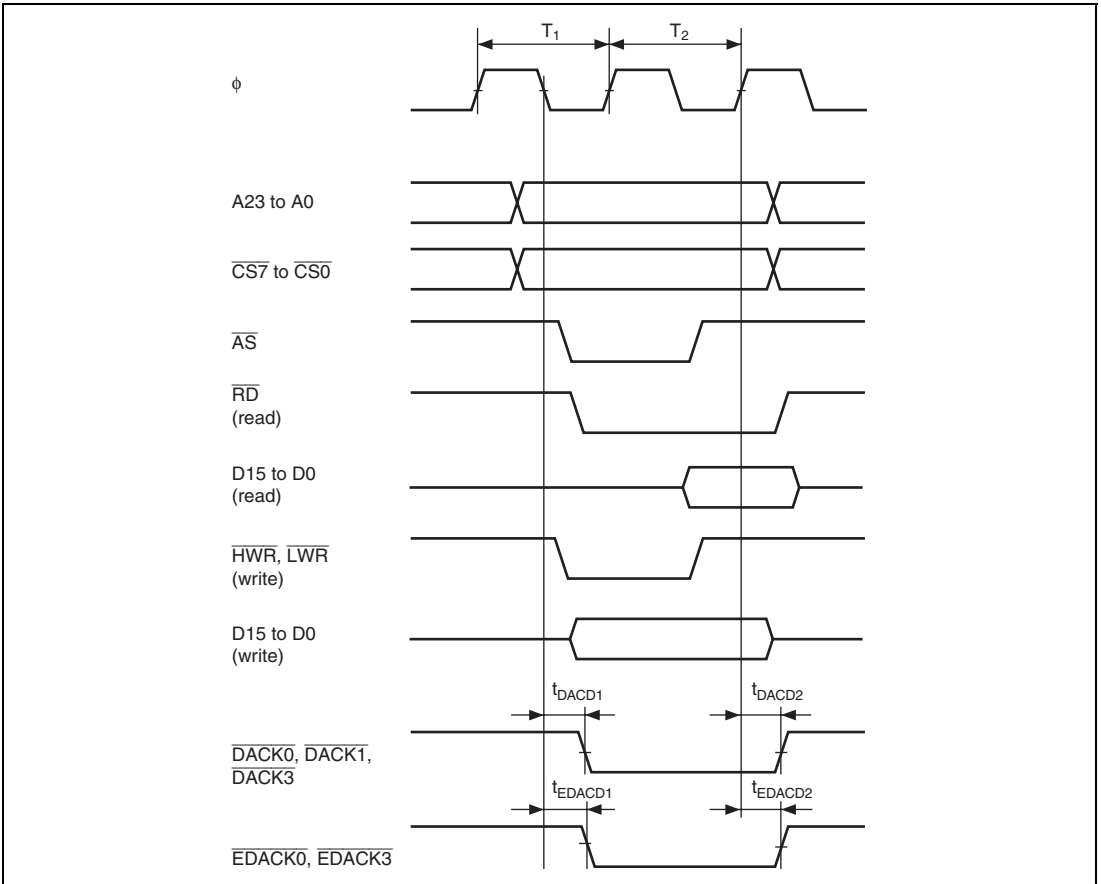 T1 T2
φ
A23 to A0
CS7 to CS0
AS
RD
(read)
D15 to D0
(read)
HWR, LWR
(write)
D15 to D0
(write)
tDACD1 tDACD2
DACK0, DACK1,
DACK3
tEDACD1 tEDACD2
EDACK0, EDACK3